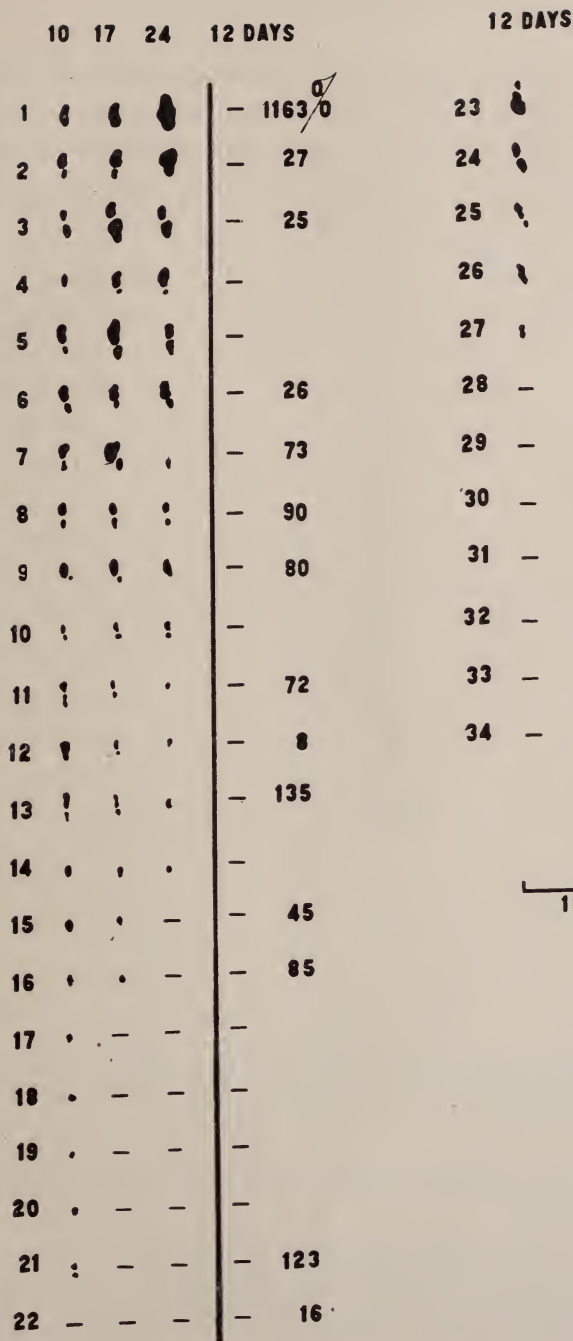 10 17 24 12 DAYS
1 – 1163 0/0
2 – 27
3 – 25
4 –
5 –
6 – 26
7 – 73
8 – 90
9 – 80
10 –
11 – 72
12 – 8
13 – 135
14 –
15 – – 45
16 – – 85
17 – – –
18 – – –
19 – – –
20 – – –
21 – – – 123
22 – – – – 16
12 DAYS
23
24
25
26
27
28 –
29 –
30 –
31 –
32 –
33 –
34 –
1